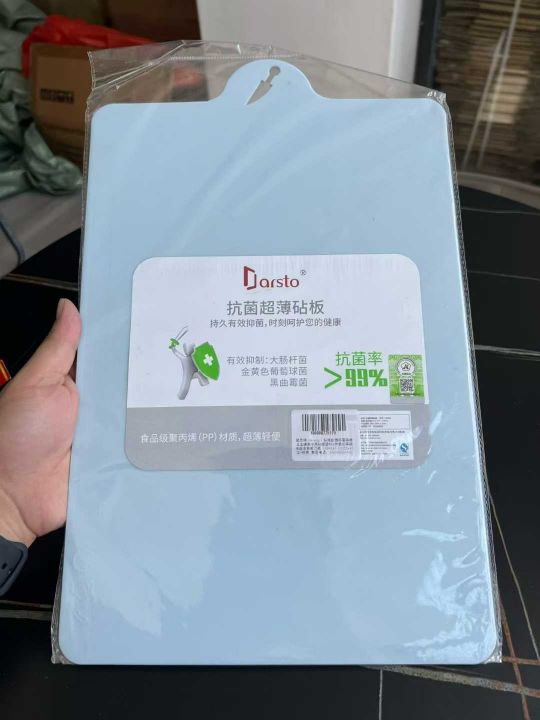 Darsto®
抗菌超薄砧板
持久有效抑菌,时刻呵护您的健康
有效抑制:大肠杆菌
金黄色葡萄球菌
黑曲霉菌
抗菌率
>99%
食品级聚丙烯(PP)材质,超薄轻便